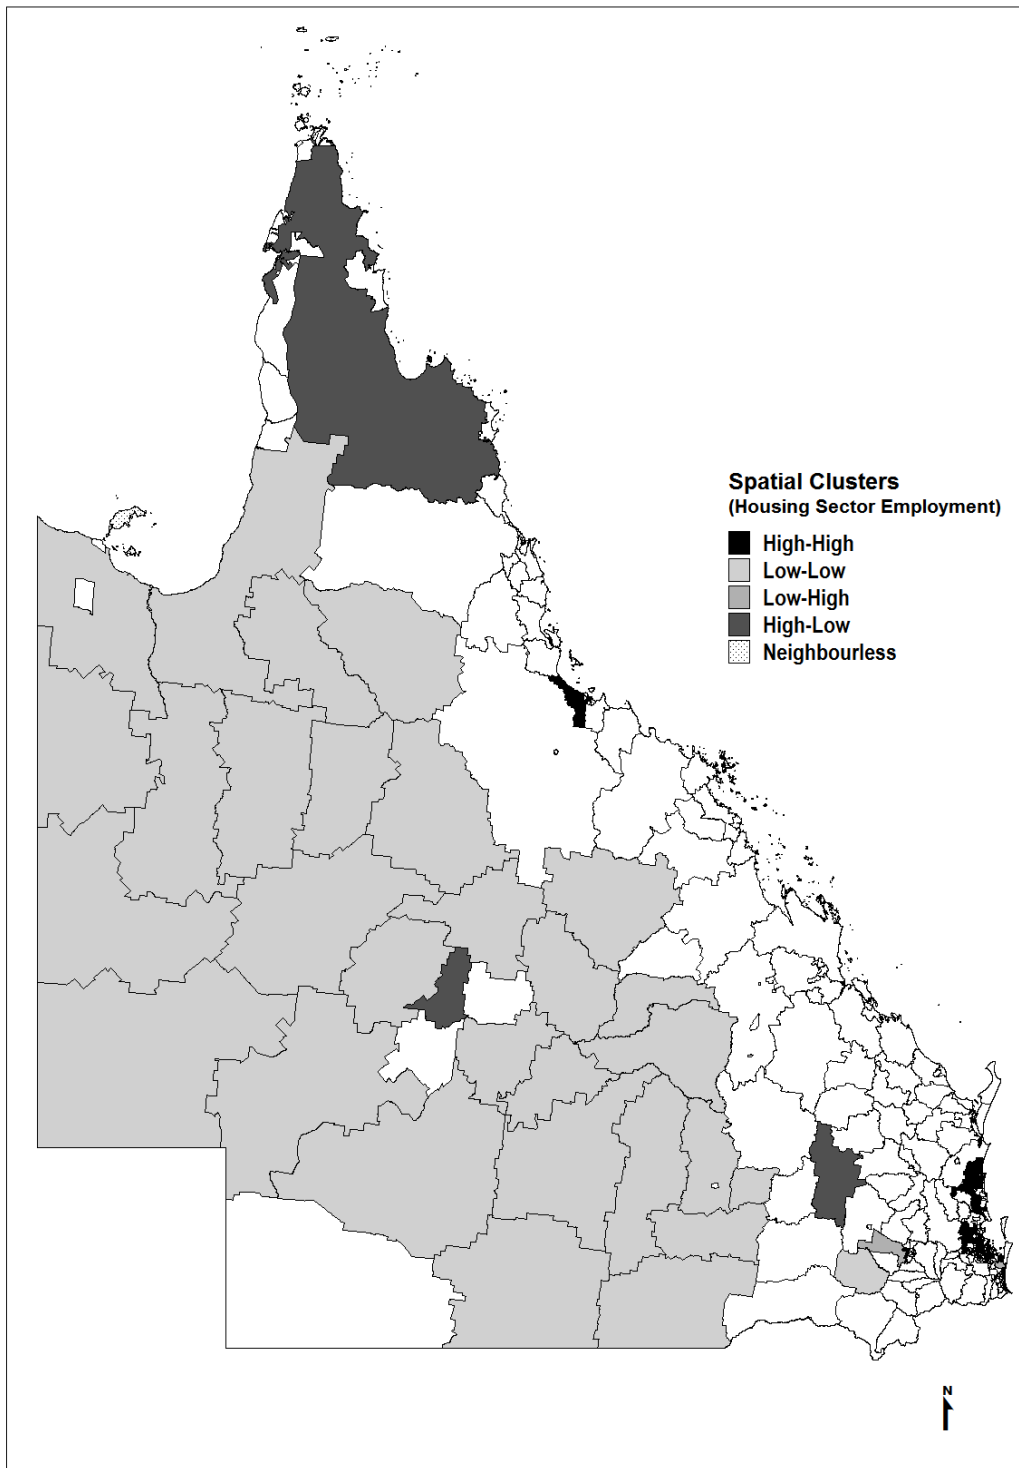 Spatial Clusters
(Housing Sector Employment)
High-High
Low-Low
Low-High
High-Low
Neighbourless
N